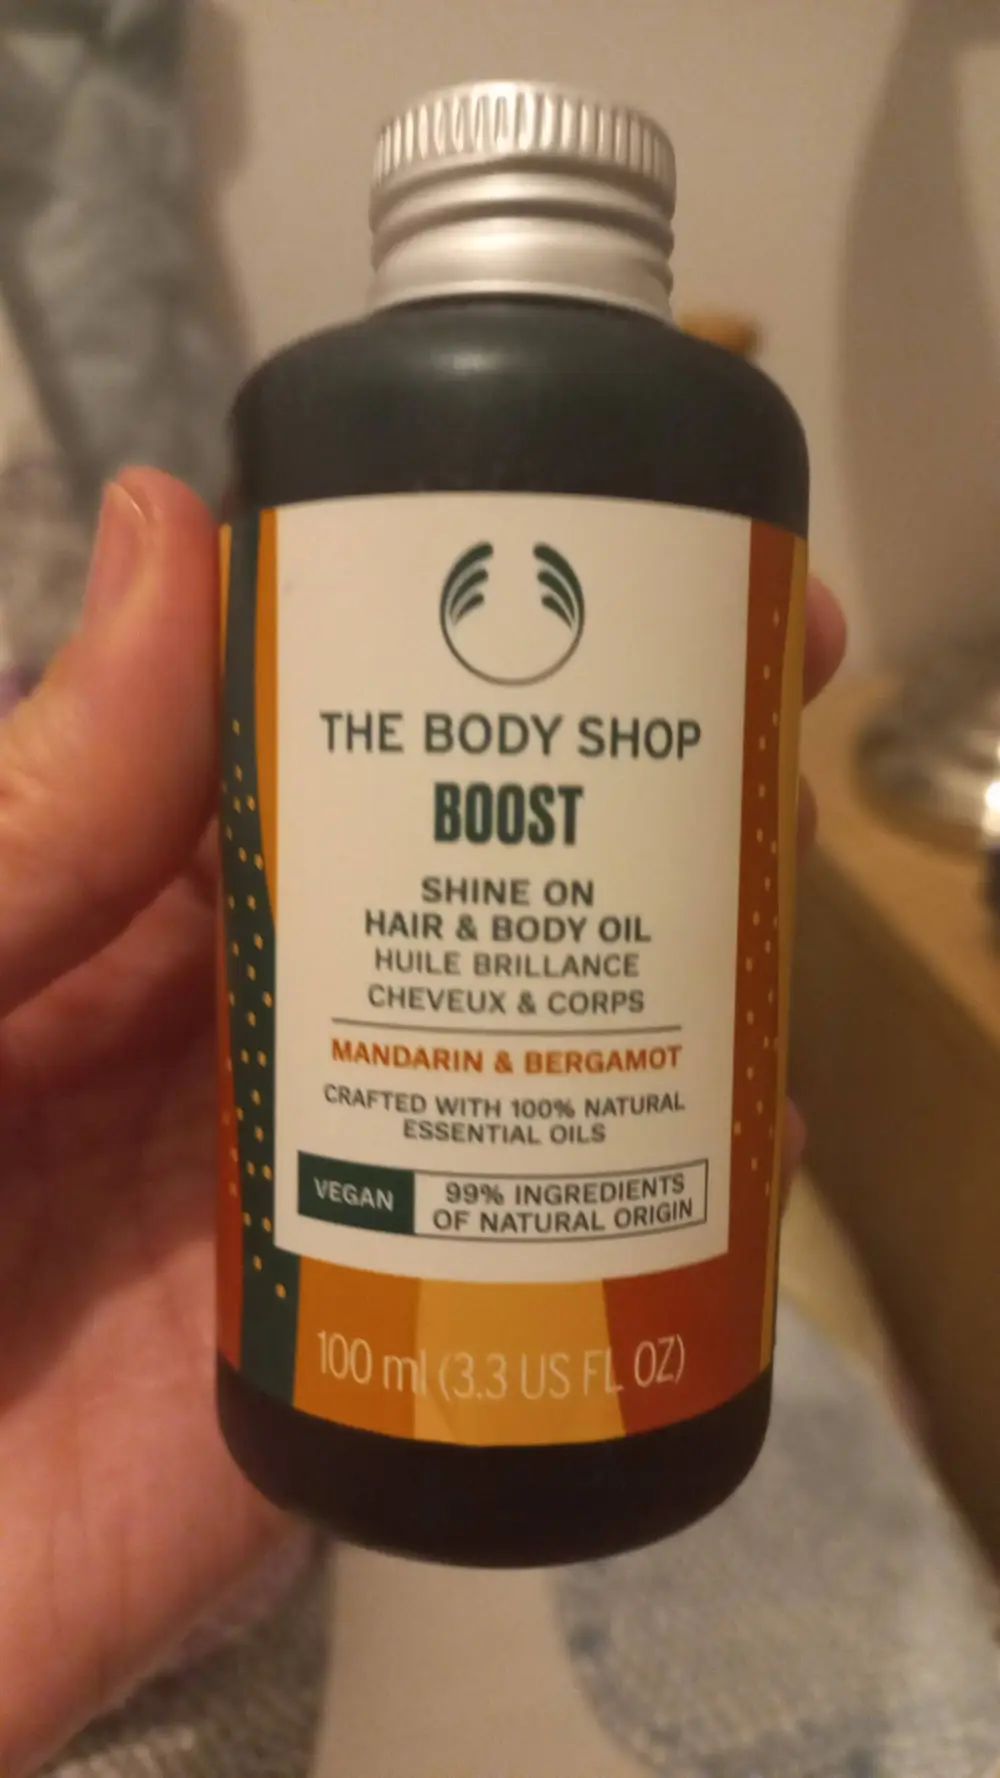 THE BODY SHOP
BOOST
SHINE ON
HAIR & BODY OIL
HUILE BRILLANCE
CHEVEUX & CORPS
MANDARIN & BERGAMOT
CRAFTED WITH 100% NATURAL
ESSENTIAL OILS
VEGAN
99% INGREDIENTS
OF NATURAL ORIGIN
100 ml (3.3 US FL OZ)